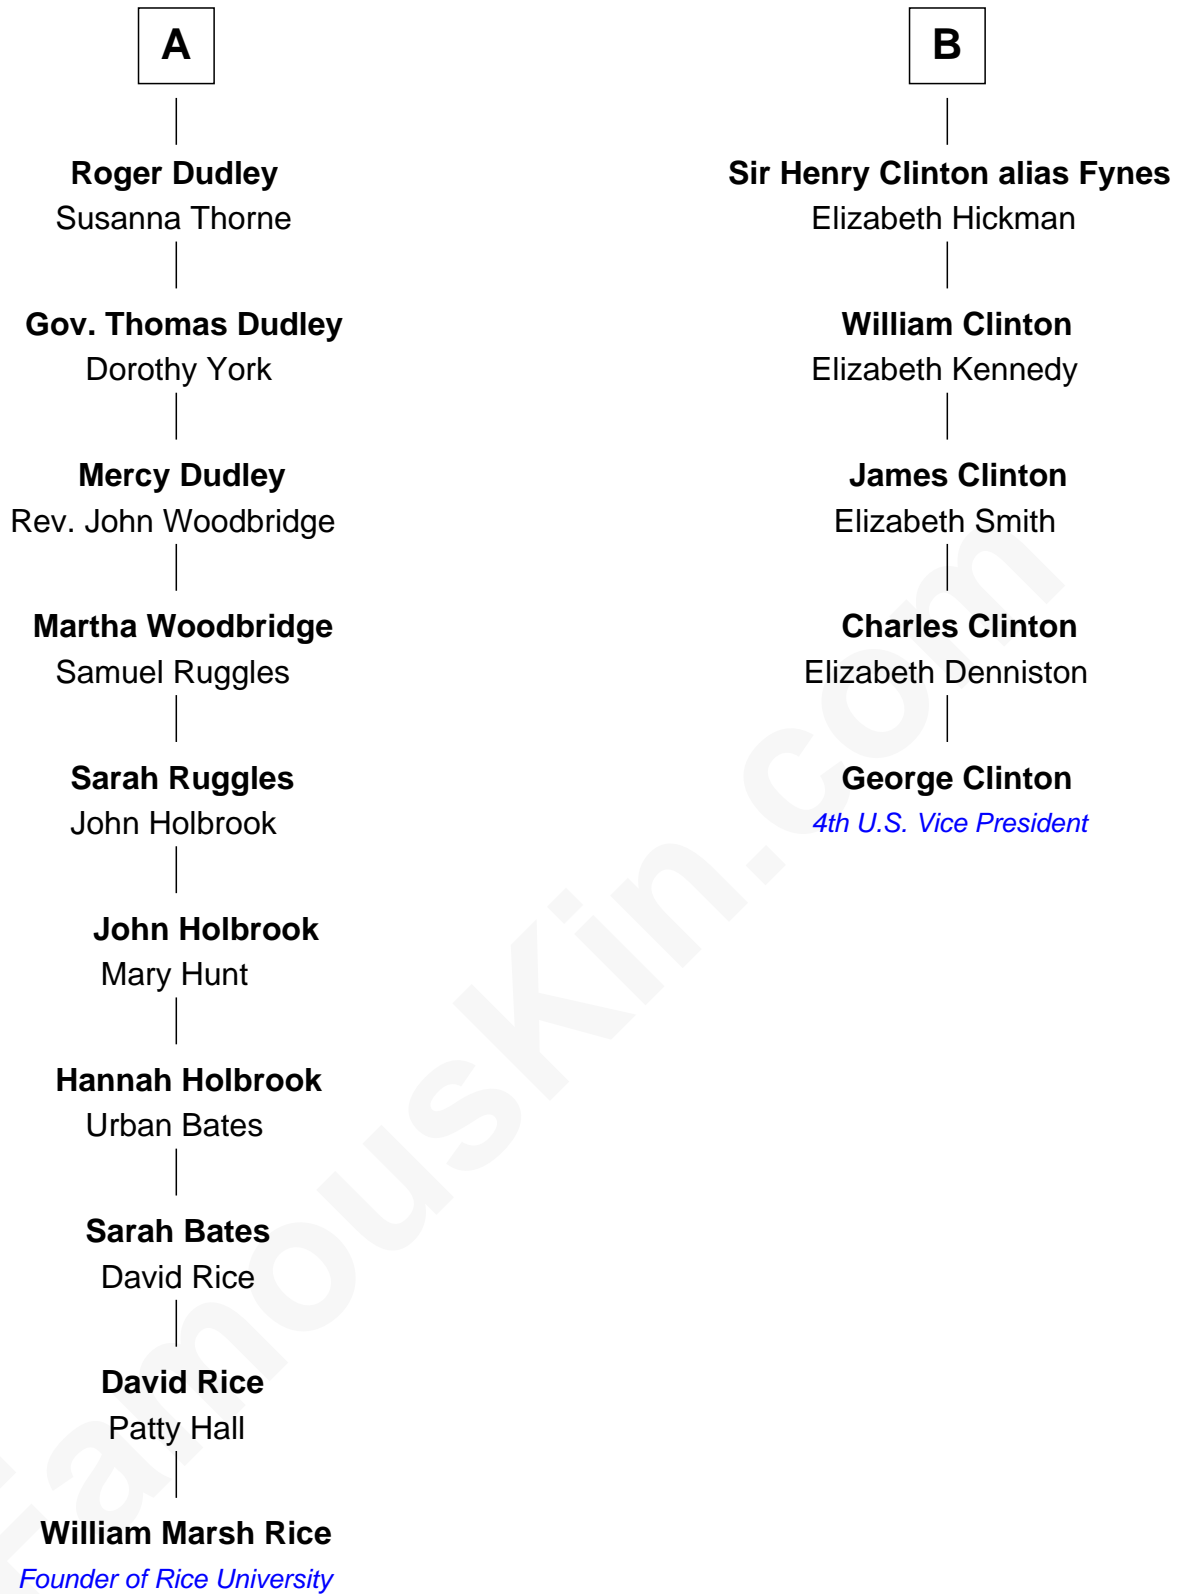 A
Roger Dudley
Susanna Thorne
Gov. Thomas Dudley
Dorothy York
Mercy Dudley
Rev. John Woodbridge
Martha Woodbridge
Samuel Ruggles
Sarah Ruggles
John Holbrook
John Holbrook
Mary Hunt
Hannah Holbrook
Urban Bates
Sarah Bates
David Rice
David Rice
Patty Hall
William Marsh Rice
Founder of Rice University
B
Sir Henry Clinton alias Fynes
Elizabeth Hickman
William Clinton
Elizabeth Kennedy
James Clinton
Elizabeth Smith
Charles Clinton
Elizabeth Denniston
George Clinton
4th U.S. Vice President
FamousKin.com